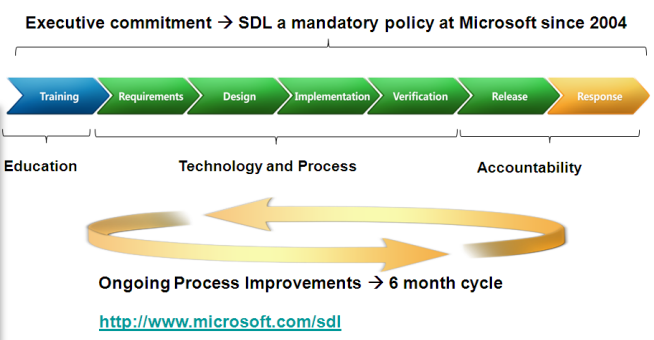 Executive commitment → SDL a mandatory policy at Microsoft since 2004
Training Requirements Design Implementation Verification Release Response
Education Technology and Process Accountability
Ongoing Process Improvements → 6 month cycle
http://www.microsoft.com/sdl